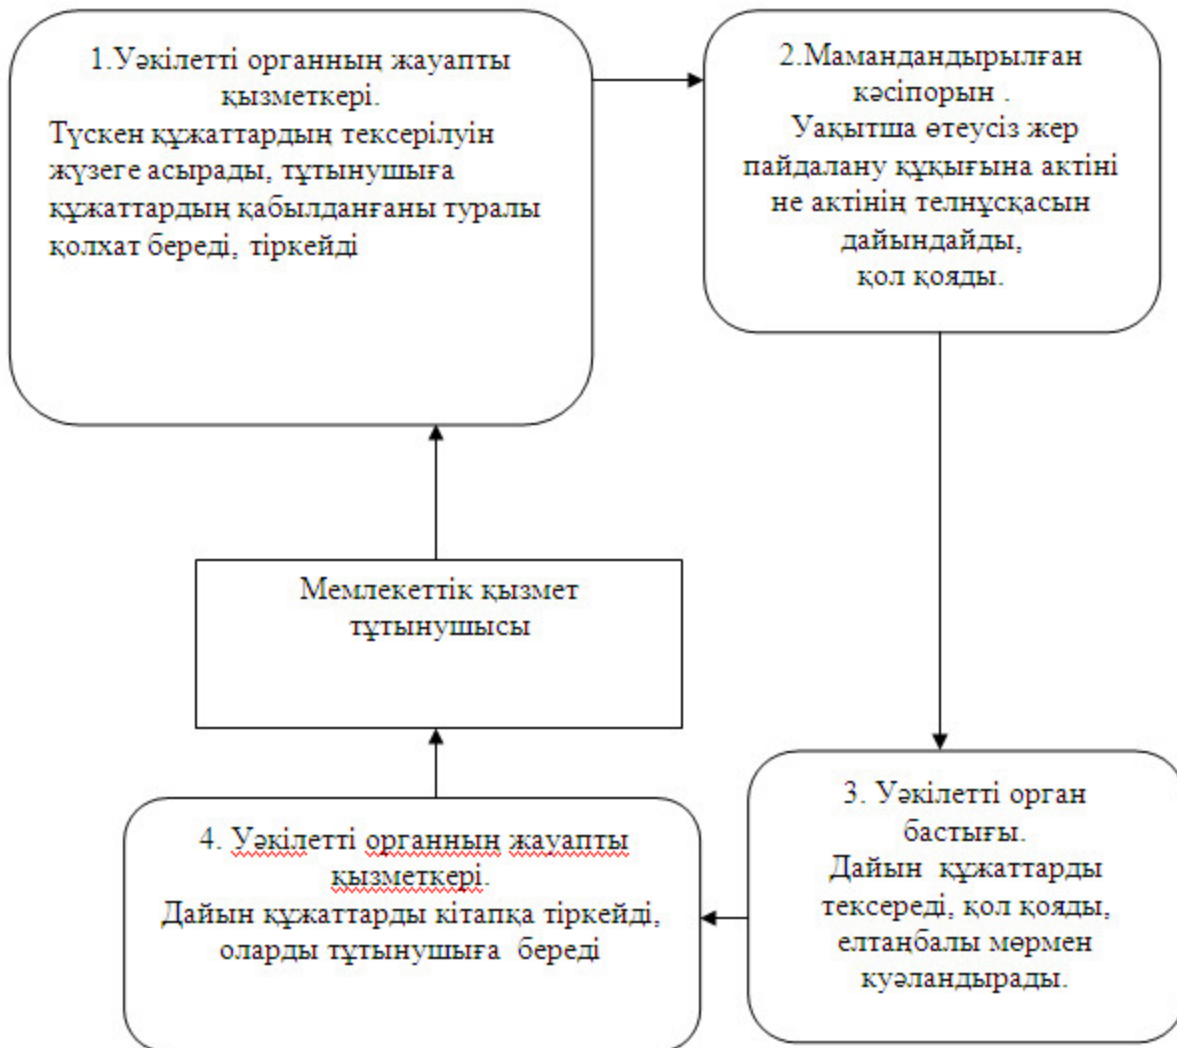 1.Уәкілетті органның жауапты
қызметкері.
Түскен құжаттардың тексерілуін
жүзеге асырады, тұтынушыға
құжаттардың қабылданғаны туралы
қолхат береді, тіркейді
2.Мамандандырылған
кәсіпорын .
Уақытша өтеусіз жер
пайдалану құқығына актіні
не актінің телнұсқасын
дайындайды,
қол қояды.
Мемлекеттік қызмет
тұтынушысы
3. Уәкілетті орган
бастығы.
Дайын құжаттарды
тексереді, қол қояды,
елтаңбалы мөрмен
куәландырады.
4. Уәкілетті органның жауапты
қызметкері.
Дайын құжаттарды кітапқа тіркейді,
оларды тұтынушыға береді